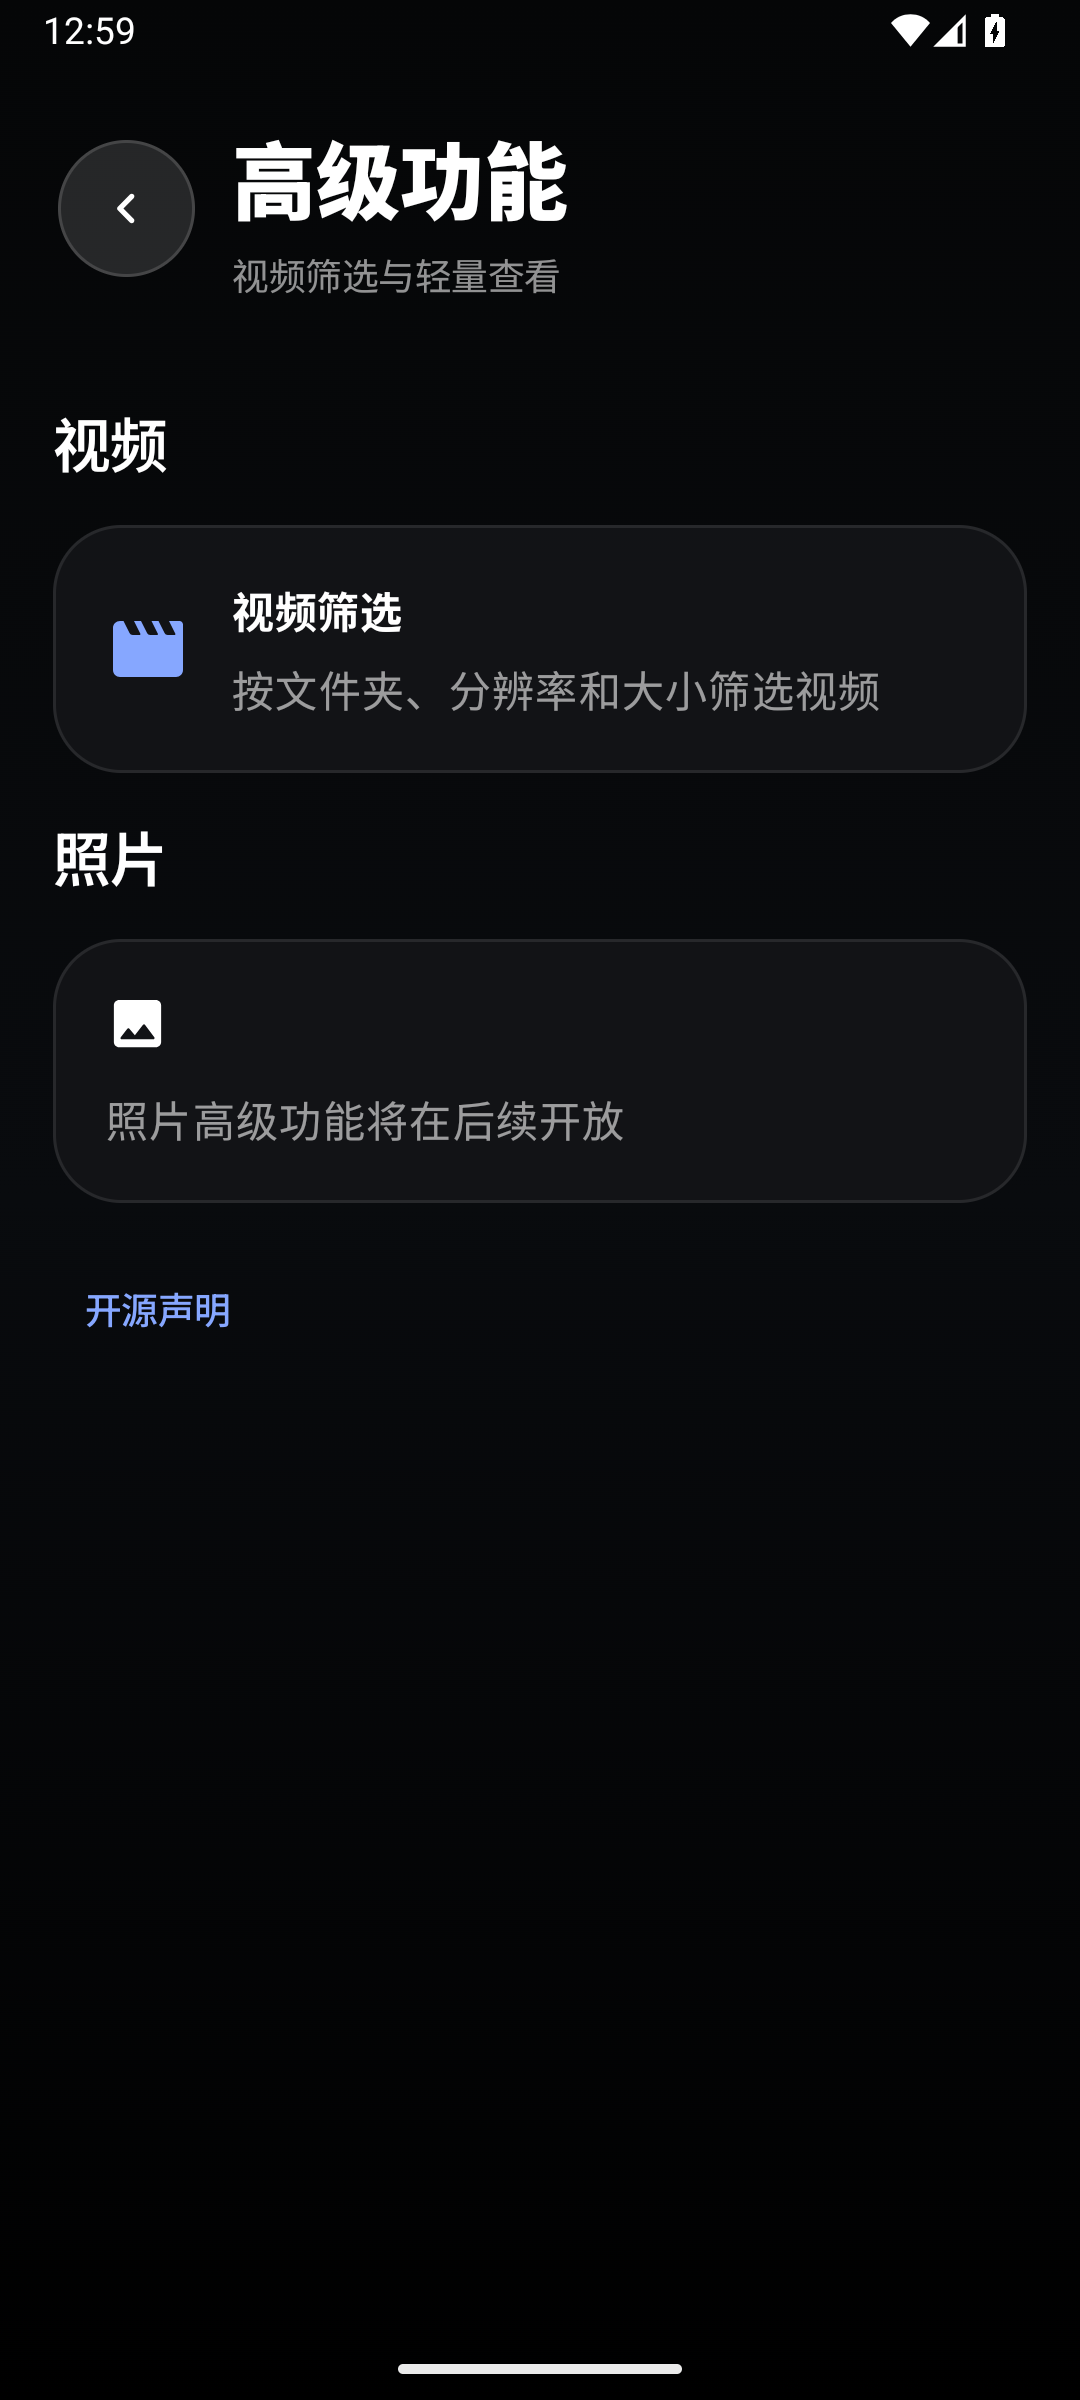 12:59
高级功能
视频筛选与轻量查看
视频
视频筛选
按文件夹、分辨率和大小筛选视频
照片
照片高级功能将在后续开放
开源声明